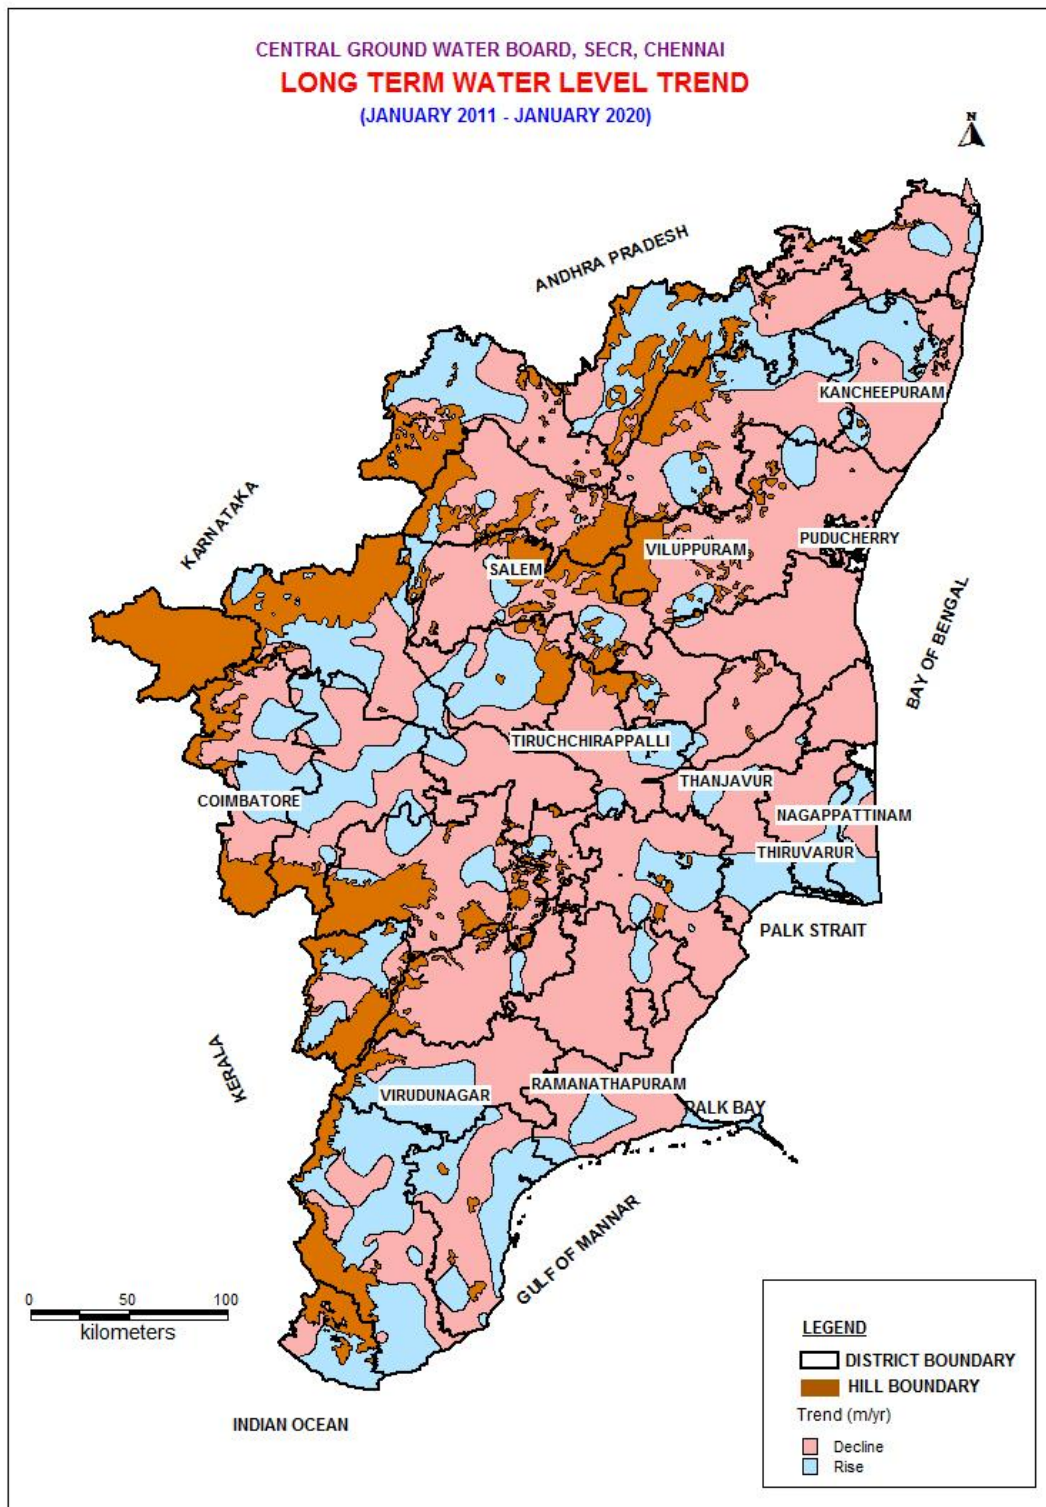 CENTRAL GROUND WATER BOARD, SECR, CHENNAI
LONG TERM WATER LEVEL TREND
(JANUARY 2011 - JANUARY 2020)
N
ANDHRA PRADESH
KANCHEEPURAM
KARNATAKA
PUDUCHERRY
VILUPPURAM
SALEM
BAY OF BENGAL
TIRUCHCHIRAPPALLI
THANJAVUR
COIMBATORE
NAGAPPATTINAM
THIRUVARUR
PALK STRAIT
KERALA
RAMANATHAPURAM
VIRUDUNAGAR
PALK BAY
GULF OF MANNAR
0 50 100
kilometers
INDIAN OCEAN
LEGEND
DISTRICT BOUNDARY
HILL BOUNDARY
Trend (m/yr)
Decline
Rise